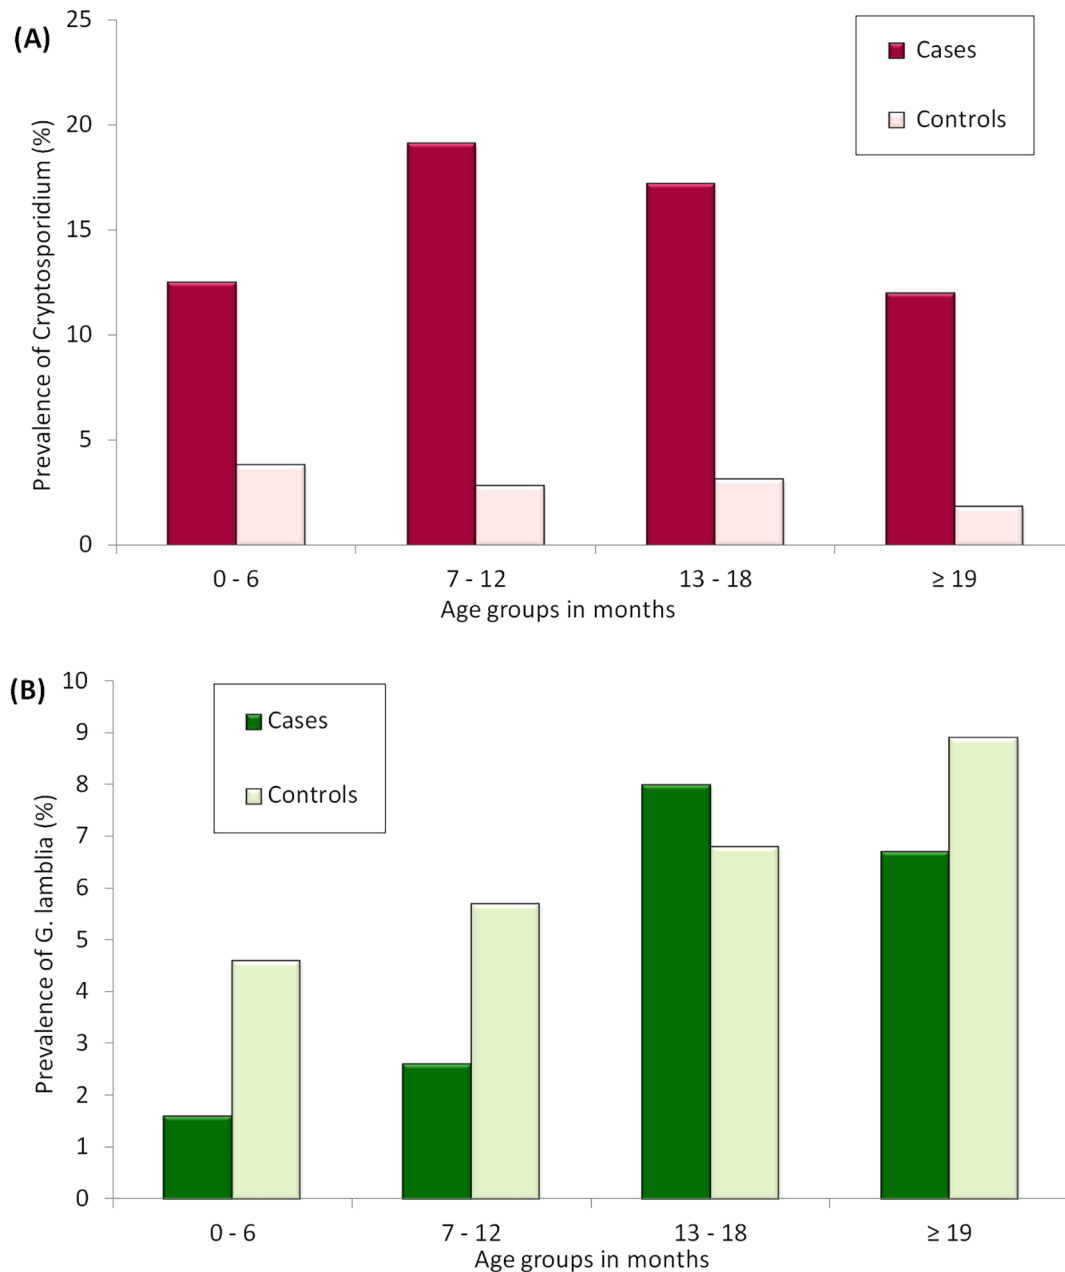 (A)
Prevalence of Cryptosporidium (%)
25
20
15
10
5
0
Cases
Controls
0 - 6
7 - 12
13 - 18
≥ 19
Age groups in months
(B)
Prevalence of G. lamblia (%)
10
9
8
7
6
5
4
3
2
1
0
Cases
Controls
0 - 6
7 - 12
13 - 18
≥ 19
Age groups in months